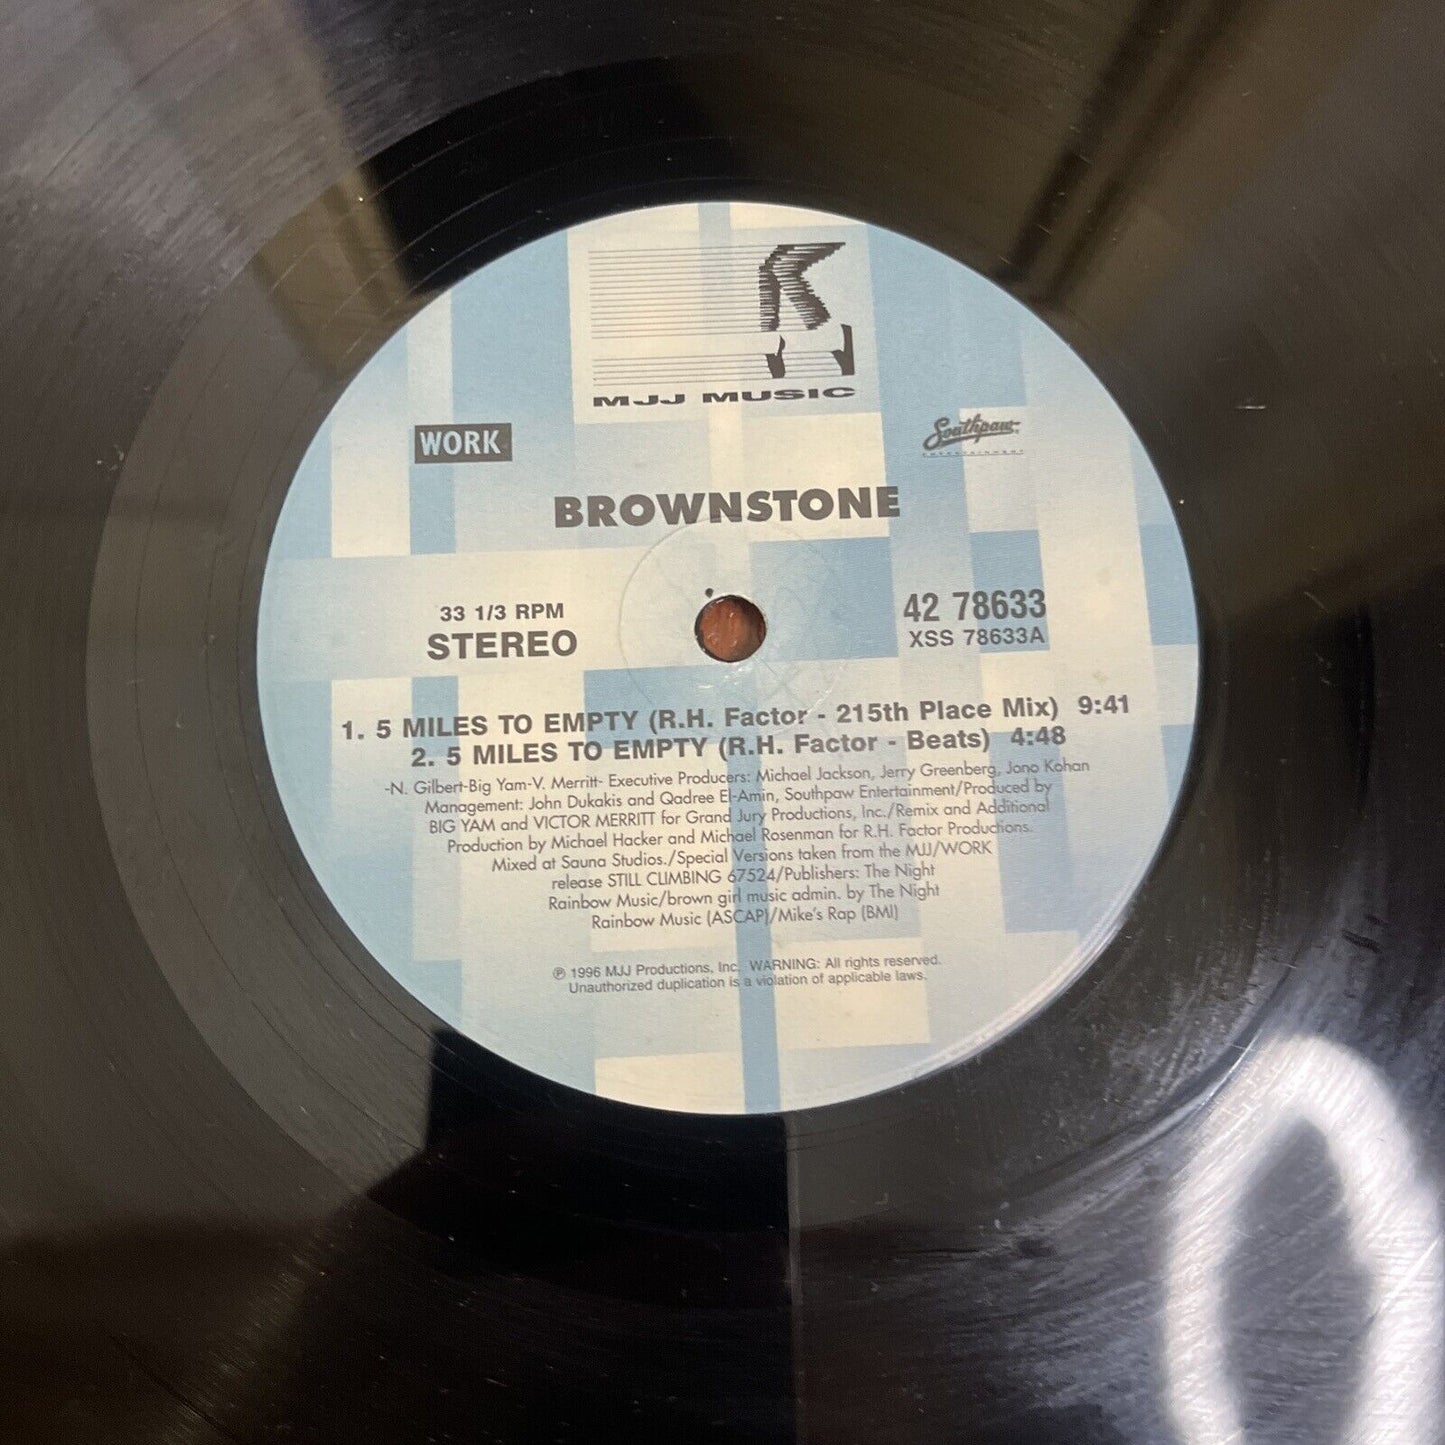 MJJ MUSIC
WORK
Southpaw
ENTERTAINMENT
BROWNSTONE
33 1/3 RPM
STEREO
42 78633
XSS 78633A
1. 5 MILES TO EMPTY (R.H. Factor - 215th Place Mix) 9:41
2. 5 MILES TO EMPTY (R.H. Factor - Beats) 4:48
-N. Gilbert-Big Yam-V. Merritt- Executive Producers: Michael Jackson, Jerry Greenberg, Jono Kohan
Management: John Dukakis and Qadree El-Amin, Southpaw Entertainment/Produced by
BIG YAM and VICTOR MERRITT for Grand Jury Productions, Inc./Remix and Additional
Production by Michael Hacker and Michael Rosenman for R.H. Factor Productions.
Mixed at Sauna Studios./Special Versions taken from the MJJ/WORK
release STILL CLIMBING 67524/Publishers: The Night
Rainbow Music/brown girl music admin. by The Night
Rainbow Music (ASCAP)/Mike's Rap (BMI)
℗ 1996 MJJ Productions, Inc. WARNING: All rights reserved.
Unauthorized duplication is a violation of applicable laws.